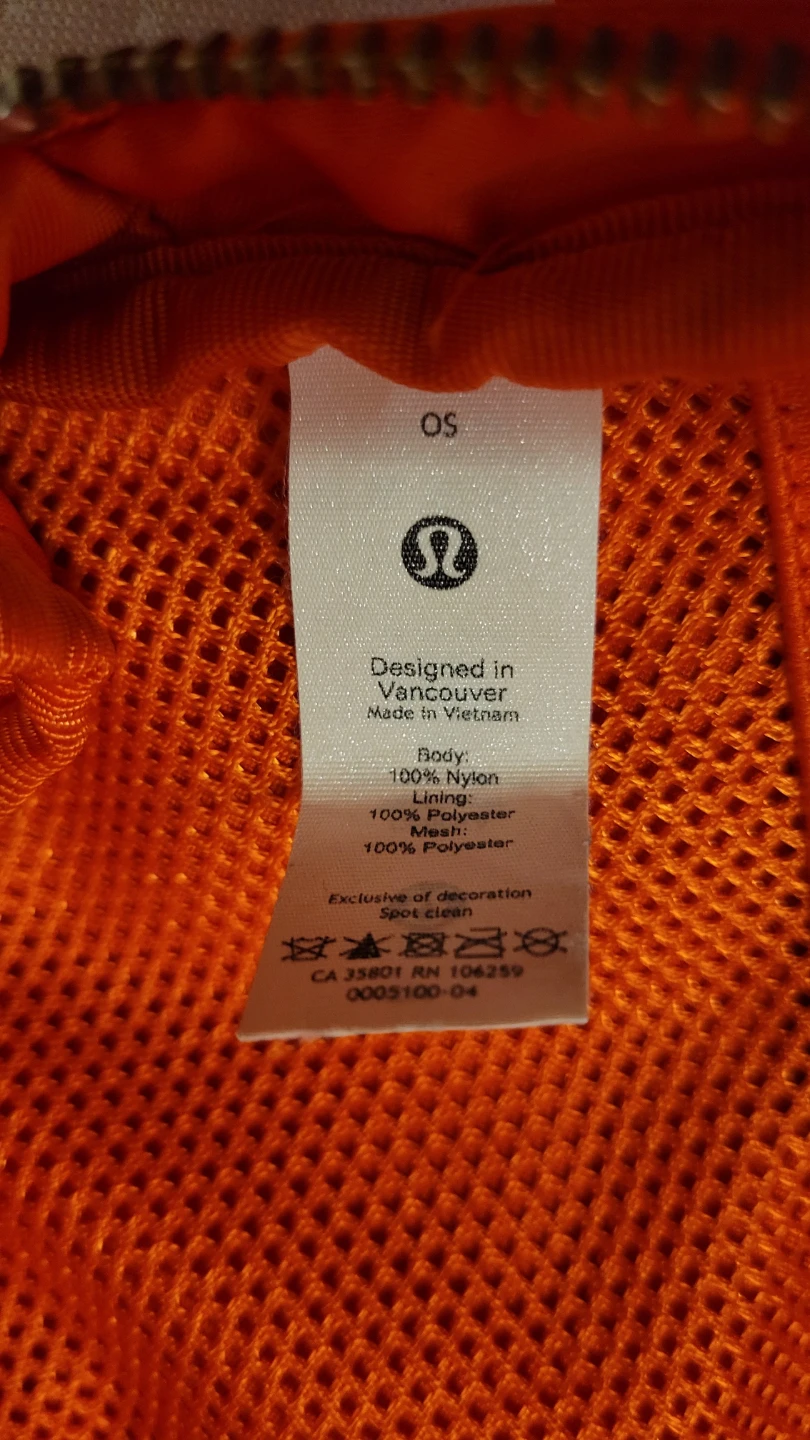 OS
Designed in
Vancouver
Made in Vietnam
Body:
100% Nylon
Lining:
100% Polyester
Mesh:
100% Polyester
Exclusive of decoration
Spot clean
CA 35801 RN 106259
0005100-04